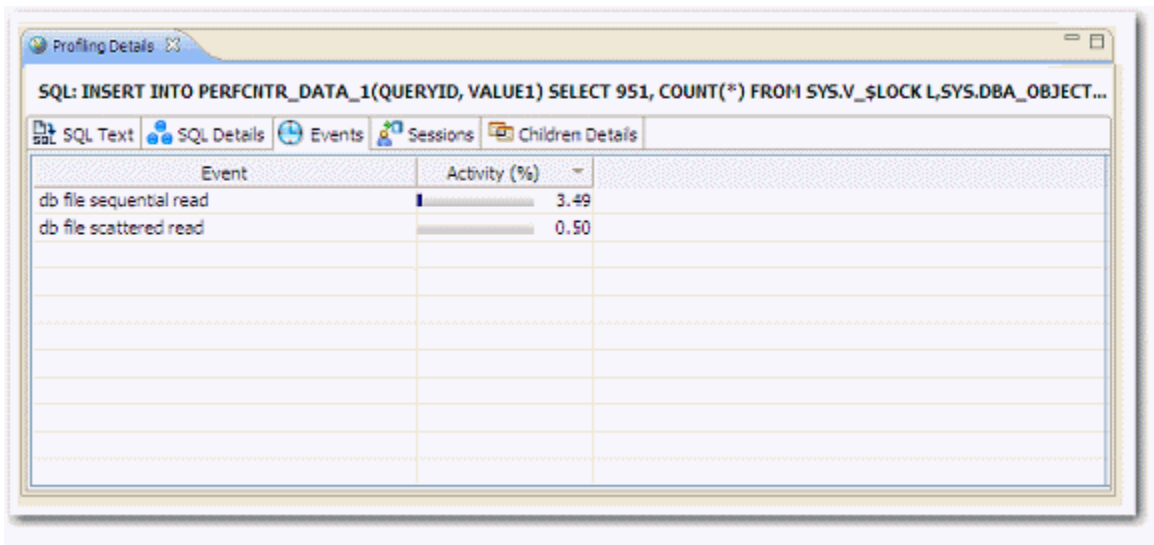 Profiling Details
SQL: INSERT INTO PERFCNTR_DATA_1(QUERYID, VALUE1) SELECT 951, COUNT(*) FROM SYS.V_$LOCK L,SYS.DBA_OBJECT...
SQL Text SQL Details Events Sessions Children Details
Event Activity (%)
db file sequential read 3.49
db file scattered read 0.50